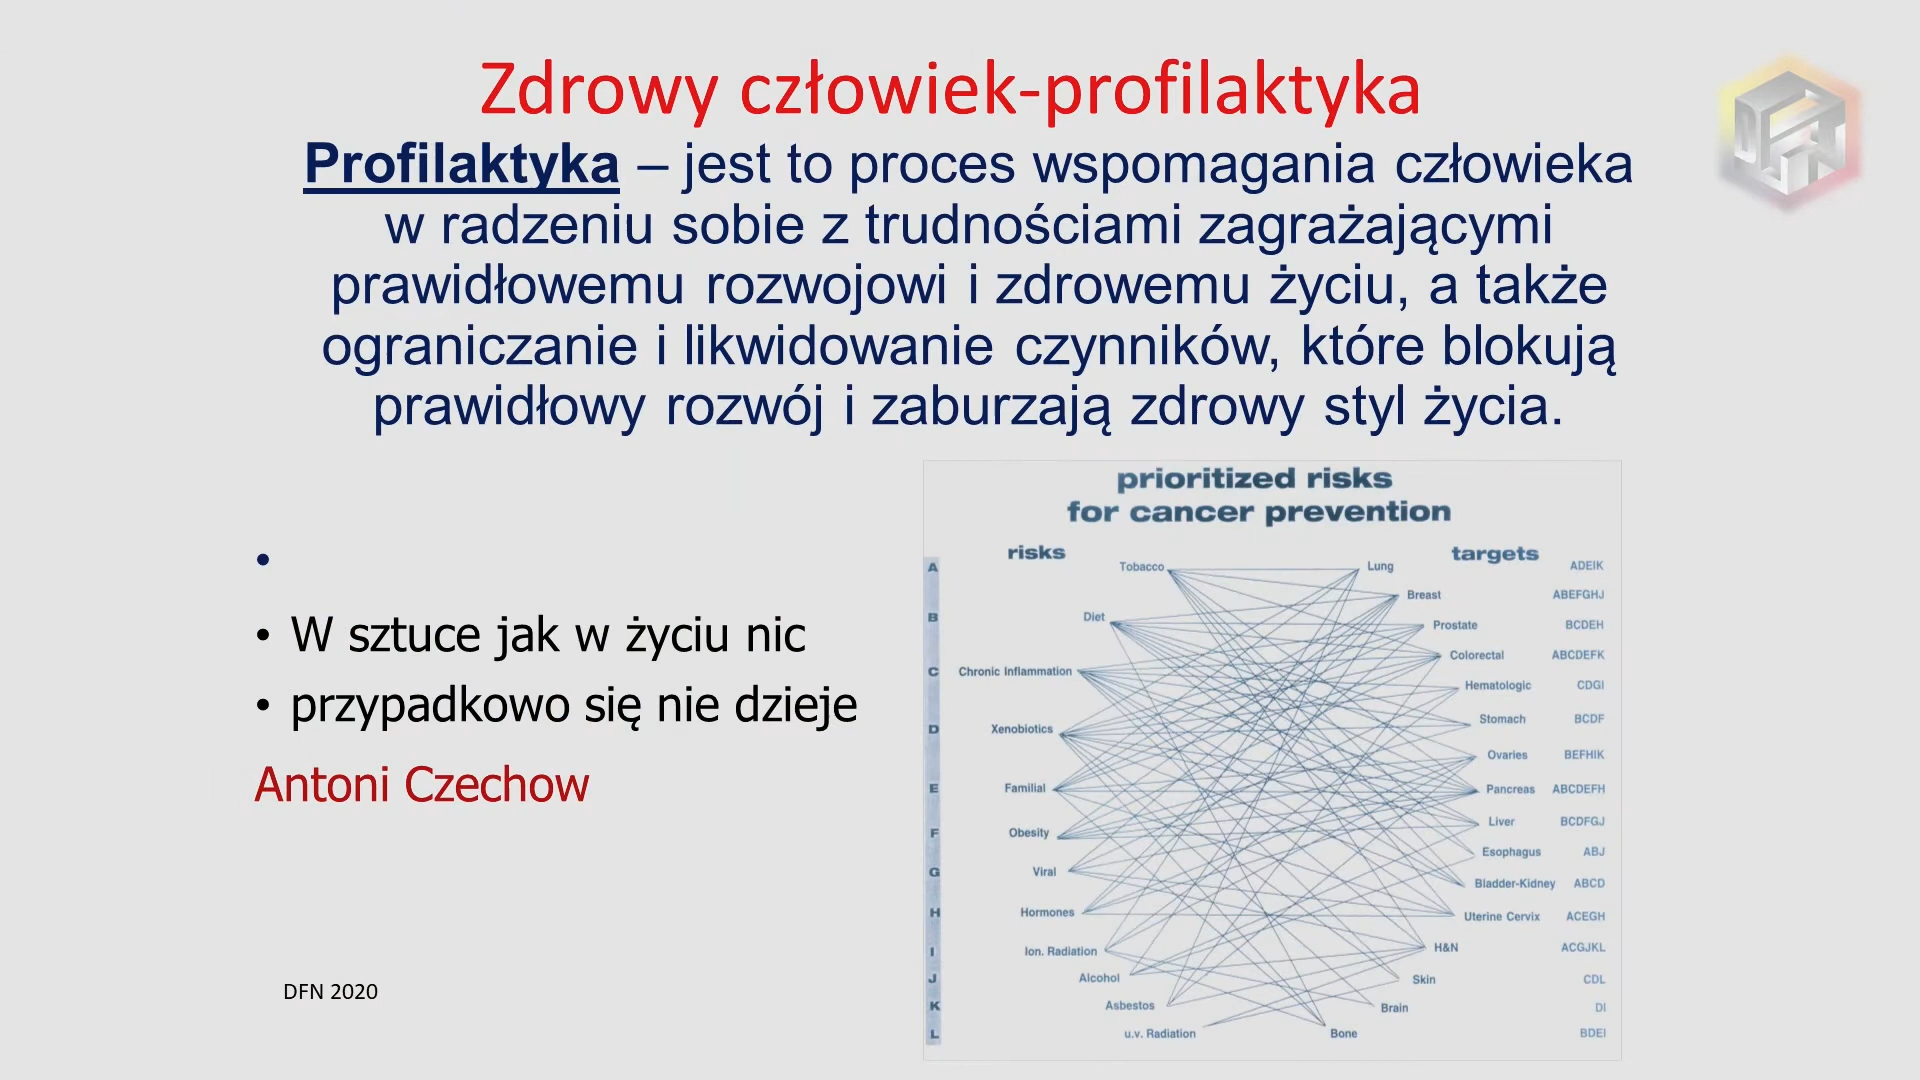 Zdrowy człowiek-profilaktyka
Profilaktyka – jest to proces wspomagania człowieka
w radzeniu sobie z trudnościami zagrażającymi
prawidłowemu rozwojowi i zdrowemu życiu, a także
ograniczanie i likwidowanie czynników, które blokują
prawidłowy rozwój i zaburzają zdrowy styl życia.
•
• W sztuce jak w życiu nic
• przypadkowo się nie dzieje
Antoni Czechow
DFN 2020
prioritized risks
for cancer prevention
risks
targets
A Tobacco
B Diet
C Chronic Inflammation
D Xenobiotics
E Familial
F Obesity
G Viral
H Hormones
I Ion. Radiation
J Alcohol
K Asbestos
L u.v. Radiation
Lung ADEIK
Breast ABEFGHJ
Prostate BCDEH
Colorectal ABCDEFK
Hematologic CDGI
Stomach BCDF
Ovaries BEFHIK
Pancreas ABCDEFH
Liver BCDFGJ
Esophagus ABJ
Bladder-Kidney ABCD
Uterine Cervix ACEGH
H&N ACGJKL
Skin CDL
Brain DI
Bone BDEI